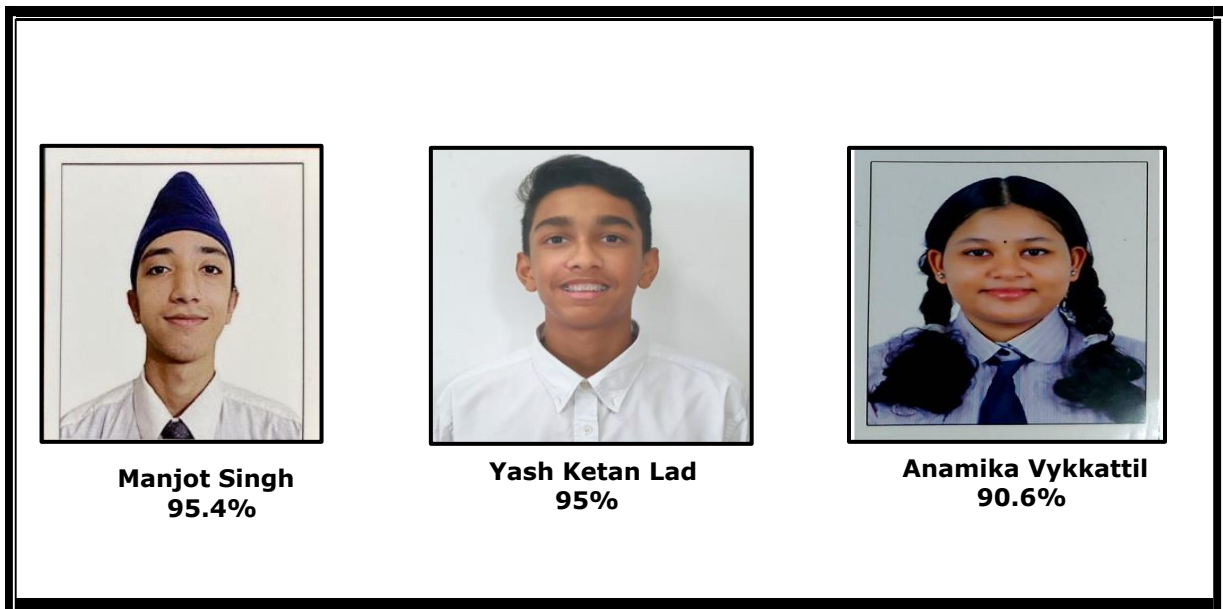 Manjot Singh
95.4%
Yash Ketan Lad
95%
Anamika Vykkattil
90.6%